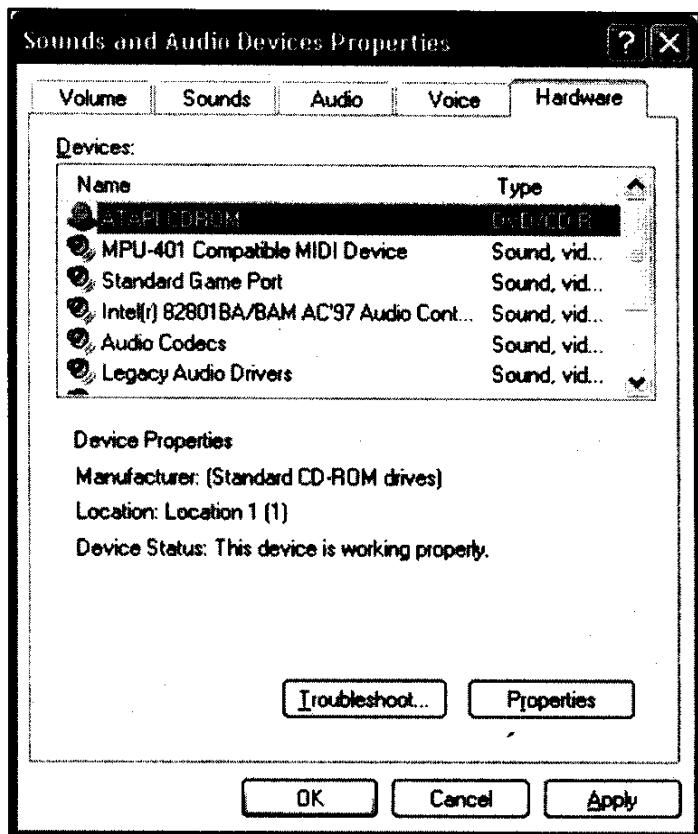 Sounds and Audio Devices Properties
Volume Sounds Audio Voice Hardware
Devices:
Name Type
ATAPI CDROM DVD/CD-R
MPU-401 Compatible MIDI Device Sound, vid...
Standard Game Port Sound, vid...
Intel(r) 82801BA/BAM AC'97 Audio Cont... Sound, vid...
Audio Codecs Sound, vid...
Legacy Audio Drivers Sound, vid...
Device Properties
Manufacturer: (Standard CD-ROM drives)
Location: Location 1 (1)
Device Status: This device is working properly.
Troubleshoot... Properties
OK Cancel Apply